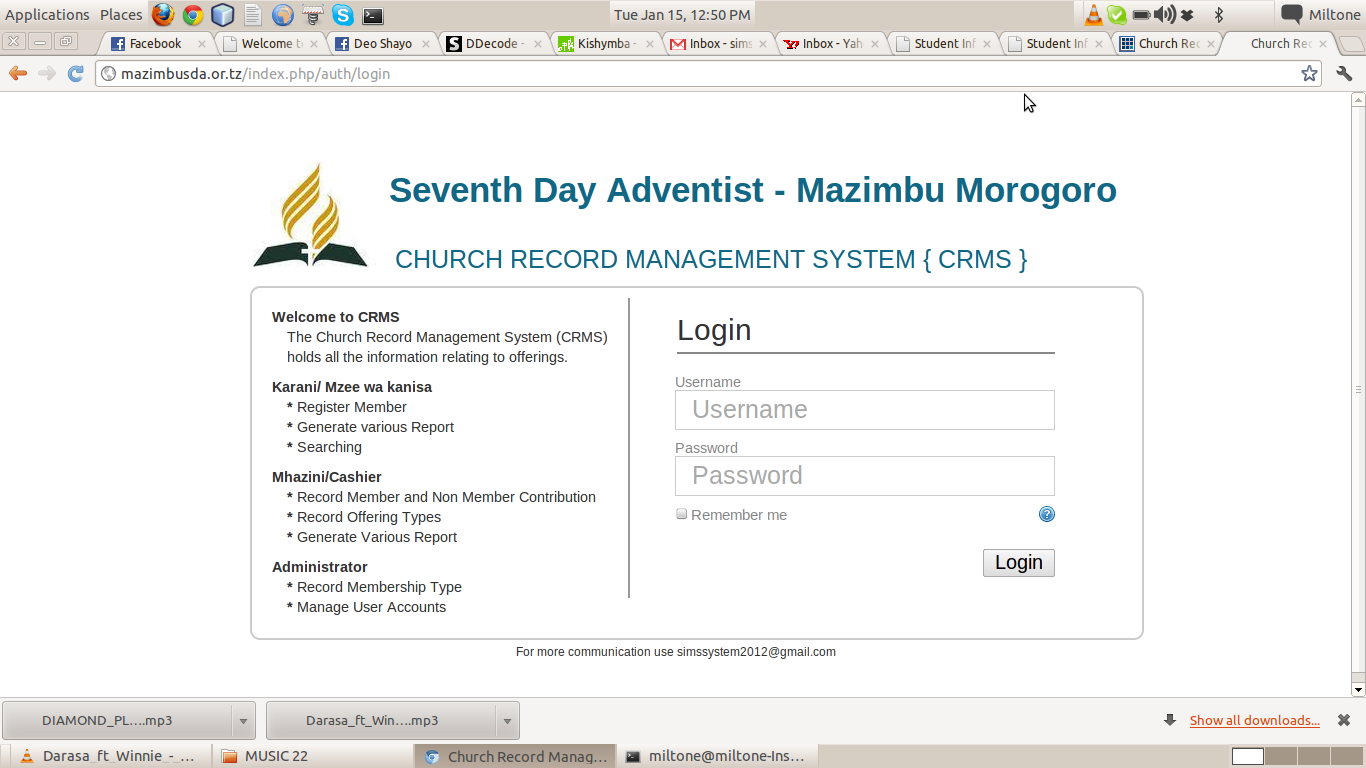 Applications Places Tue Jan 15, 12:50 PM Miltone
Facebook Welcome t Deo Shayo DDecode - Kishymba - Inbox - sims Inbox - Yah Student Inf Student Inf Church Rec Church Rec
mazimbusda.or.tz/index.php/auth/login
Seventh Day Adventist - Mazimbu Morogoro
CHURCH RECORD MANAGEMENT SYSTEM { CRMS }
Welcome to CRMS
The Church Record Management System (CRMS)
holds all the information relating to offerings.
Karani/ Mzee wa kanisa
* Register Member
* Generate various Report
* Searching
Mhazini/Cashier
* Record Member and Non Member Contribution
* Record Offering Types
* Generate Various Report
Administrator
* Record Membership Type
* Manage User Accounts
Login
Username
Username
Password
Password
Remember me
Login
For more communication use simssystem2012@gmail.com
DIAMOND_PL....mp3 Darasa_ft_Win....mp3 Show all downloads...
Darasa_ft_Winnie_-_... MUSIC 22 Church Record Manag... miltone@miltone-Ins...